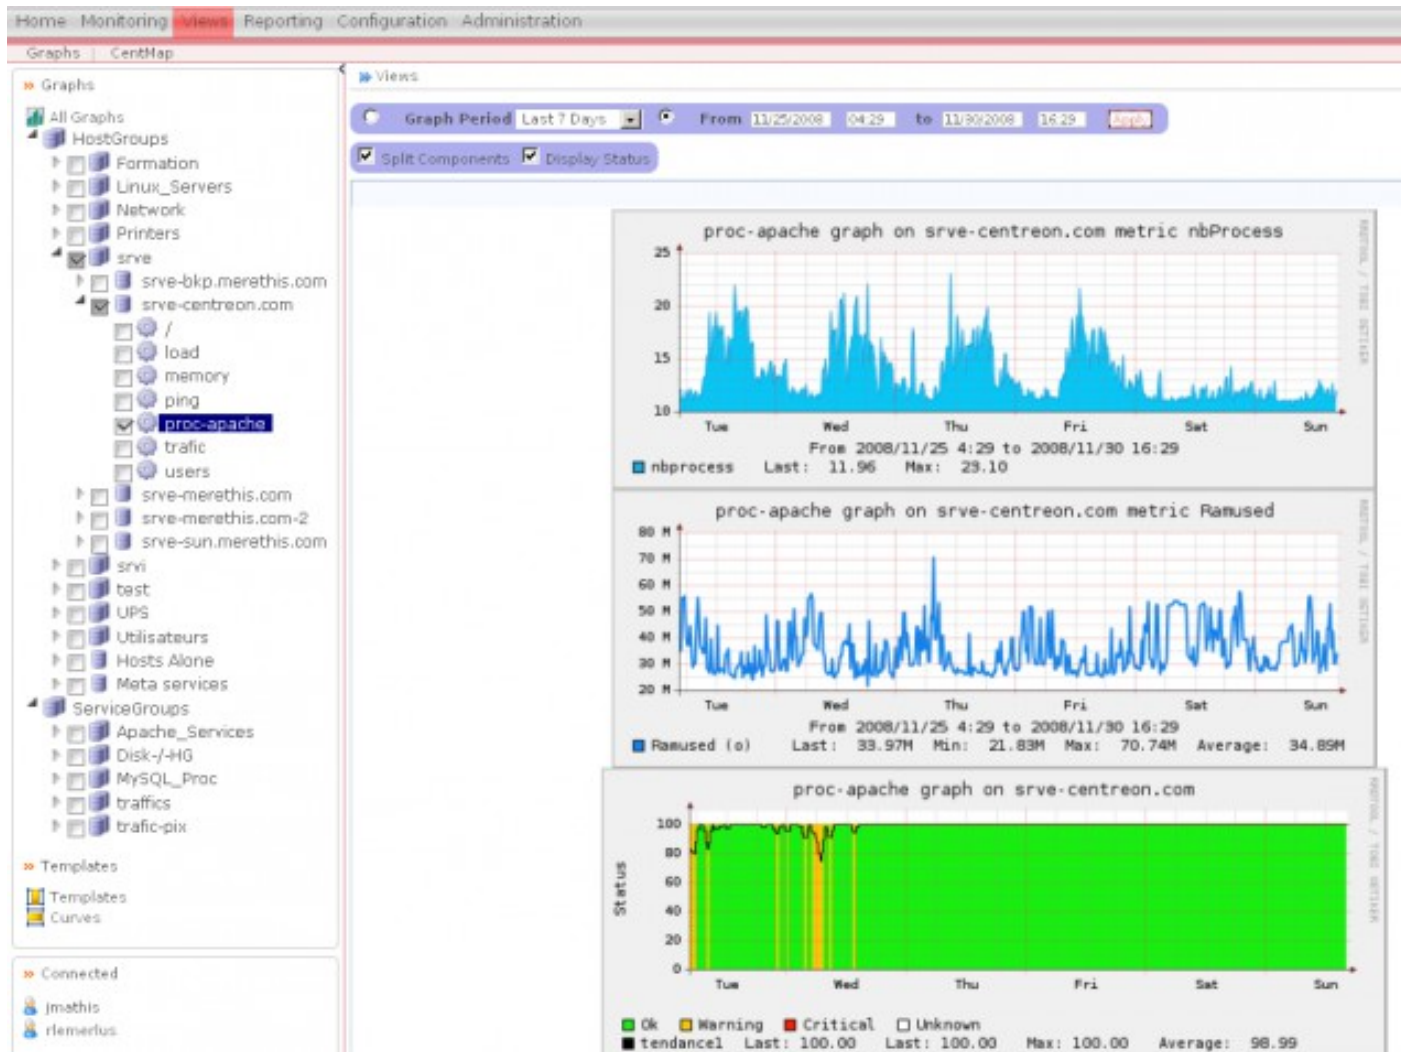 Home Monitoring Views Reporting Configuration Administration
Graphs | CentMap
Graphs
All Graphs
HostGroups
Formation
Linux_Servers
Network
Printers
srve
srve-bkp.merethis.com
srve-centreon.com
/
load
memory
ping
proc-apache
trafic
users
srve-merethis.com
srve-merethis.com-2
srve-sun.merethis.com
srvi
test
UPS
Utilisateurs
Hosts Alone
Meta services
ServiceGroups
Apache_Services
Disk-/-HG
MySQL_Proc
traffics
trafic-pix
Templates
Templates
Curves
Connected
jmathis
rlemerlus
Views
Graph Period Last 7 Days From 11/25/2008 04:29 to 11/30/2008 16:29 Apply
Split Components Display Status
proc-apache graph on srve-centreon.com metric nbProcess
25
20
15
10
Tue Wed Thu Fri Sat Sun
From 2008/11/25 4:29 to 2008/11/30 16:29
nbprocess Last: 11.96 Max: 23.10
RRDTOOL / TOBI OETIKER
proc-apache graph on srve-centreon.com metric Ramused
80 M
70 M
60 M
50 M
40 M
30 M
20 M
Tue Wed Thu Fri Sat Sun
From 2008/11/25 4:29 to 2008/11/30 16:29
Ramused (o) Last: 33.97M Min: 21.83M Max: 70.74M Average: 34.89M
RRDTOOL / TOBI OETIKER
proc-apache graph on srve-centreon.com
Status
100
80
60
40
20
0
Tue Wed Thu Fri Sat Sun
Ok Warning Critical Unknown
tendance1 Last: 100.00 Last: 100.00 Max: 100.00 Average: 98.99
RRDTOOL / TOBI OETIKER